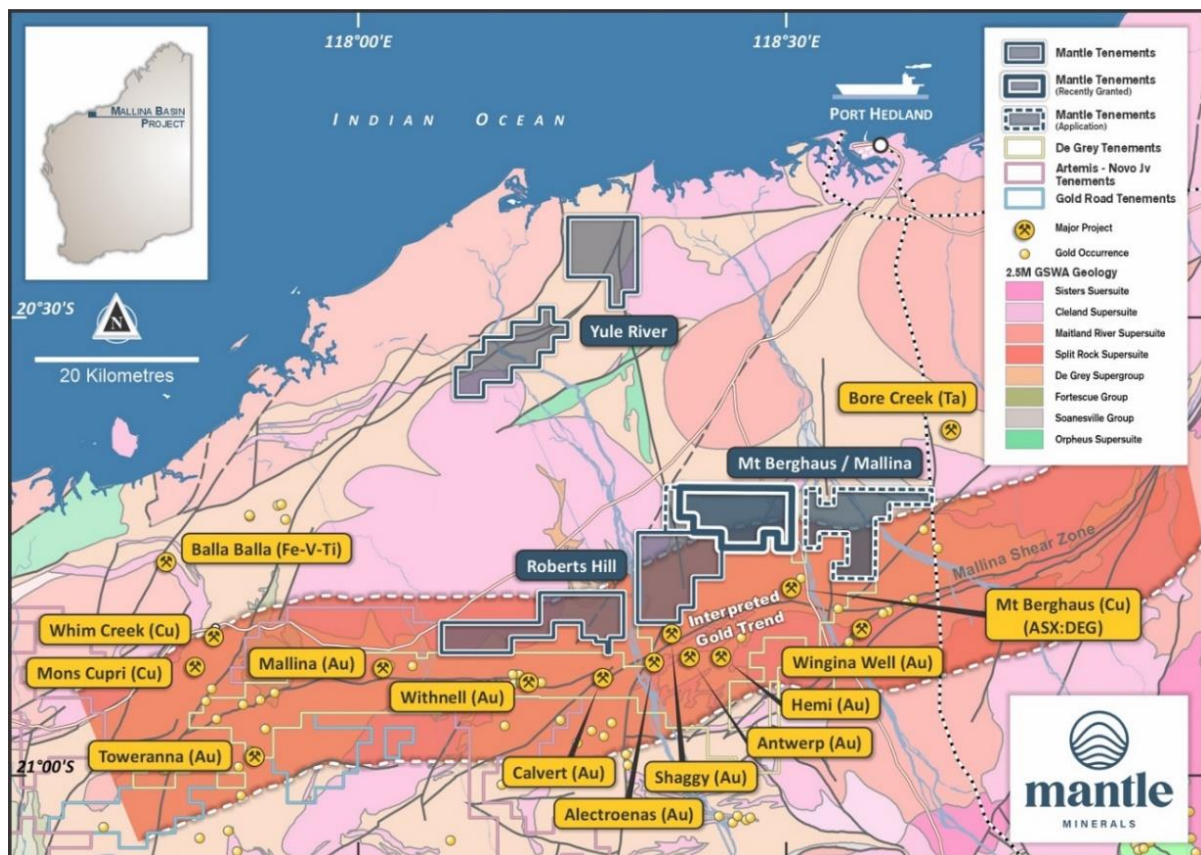 118°00'E
118°30'E
MALLINA BASIN
PROJECT
INDIAN OCEAN
PORT HEDLAND
20°30'S
N
20 Kilometres
Yule River
Bore Creek (Ta)
Mt Berghaus / Mallina
Mallina Shear Zone
Balla Balla (Fe-V-Ti)
Roberts Hill
Interpreted
Gold Trend
Mt Berghaus (Cu)
(ASX:DEG)
Whim Creek (Cu)
Mons Cupri (Cu)
Mallina (Au)
Withnell (Au)
Wingina Well (Au)
Hemi (Au)
Antwerp (Au)
Toweranna (Au)
Calvert (Au)
Shaggy (Au)
Alectroenas (Au)
21°00'S
Mantle Tenements
Mantle Tenements
(Recently Granted)
Mantle Tenements
(Application)
De Grey Tenements
Artemis - Novo Jv
Tenements
Gold Road Tenements
Major Project
Gold Occurrence
2.5M GSWA Geology
Sisters Suersuite
Cleland Supersuite
Maitland River Supersuite
Split Rock Supersuite
De Grey Supergroup
Fortescue Group
Soanesville Group
Orpheus Supersuite
mantle
MINERALS